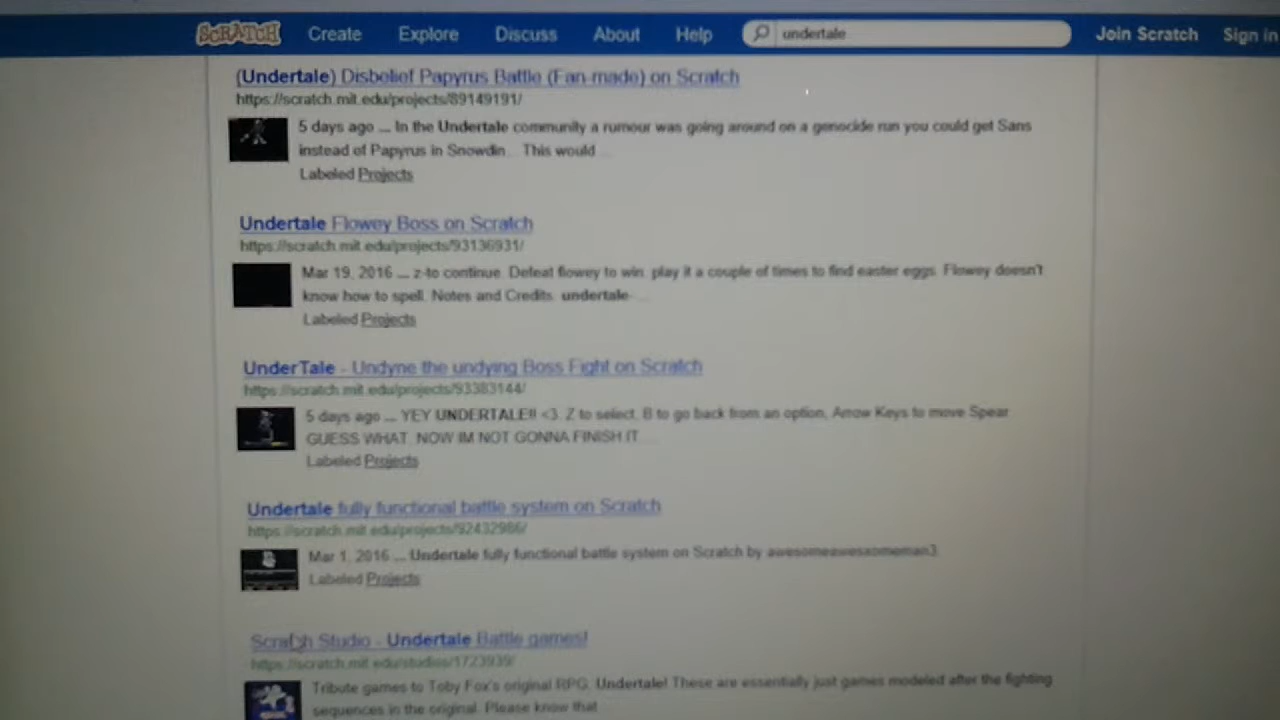 SCRATCH Create Explore Discuss About Help undertale Join Scratch Sign in
(Undertale) Disbelief Papyrus Battle (Fan-made) on Scratch
https://scratch.mit.edu/projects/89149191/
5 days ago ... In the Undertale community a rumour was going around on a genocide run you could get Sans
instead of Papyrus in Snowdin... This would ...
Labeled Projects
Undertale Flowey Boss on Scratch
https://scratch.mit.edu/projects/93136931/
Mar 19, 2016 ... z-to continue. Defeat flowey to win. play it a couple of times to find easter eggs. Flowey doesn't
know how to spell. Notes and Credits. undertale- ...
Labeled Projects
UnderTale - Undyne the undying Boss Fight on Scratch
https://scratch.mit.edu/projects/93383144/
5 days ago ... YEY UNDERTALE!! <3. Z to select, B to go back from an option, Arrow Keys to move Spear
GUESS WHAT. NOW IM NOT GONNA FINISH IT ...
Labeled Projects
Undertale fully functional battle system on Scratch
https://scratch.mit.edu/projects/92432986/
Mar 1, 2016 ... Undertale fully functional battle system on Scratch by awesomeawesomeman3.
Labeled Projects
Scratch Studio - Undertale Battle games!
https://scratch.mit.edu/studios/1723939/
Tribute games to Toby Fox's original RPG, Undertale! These are essentially just games modeled after the fighting
sequences in the original. Please know that ...